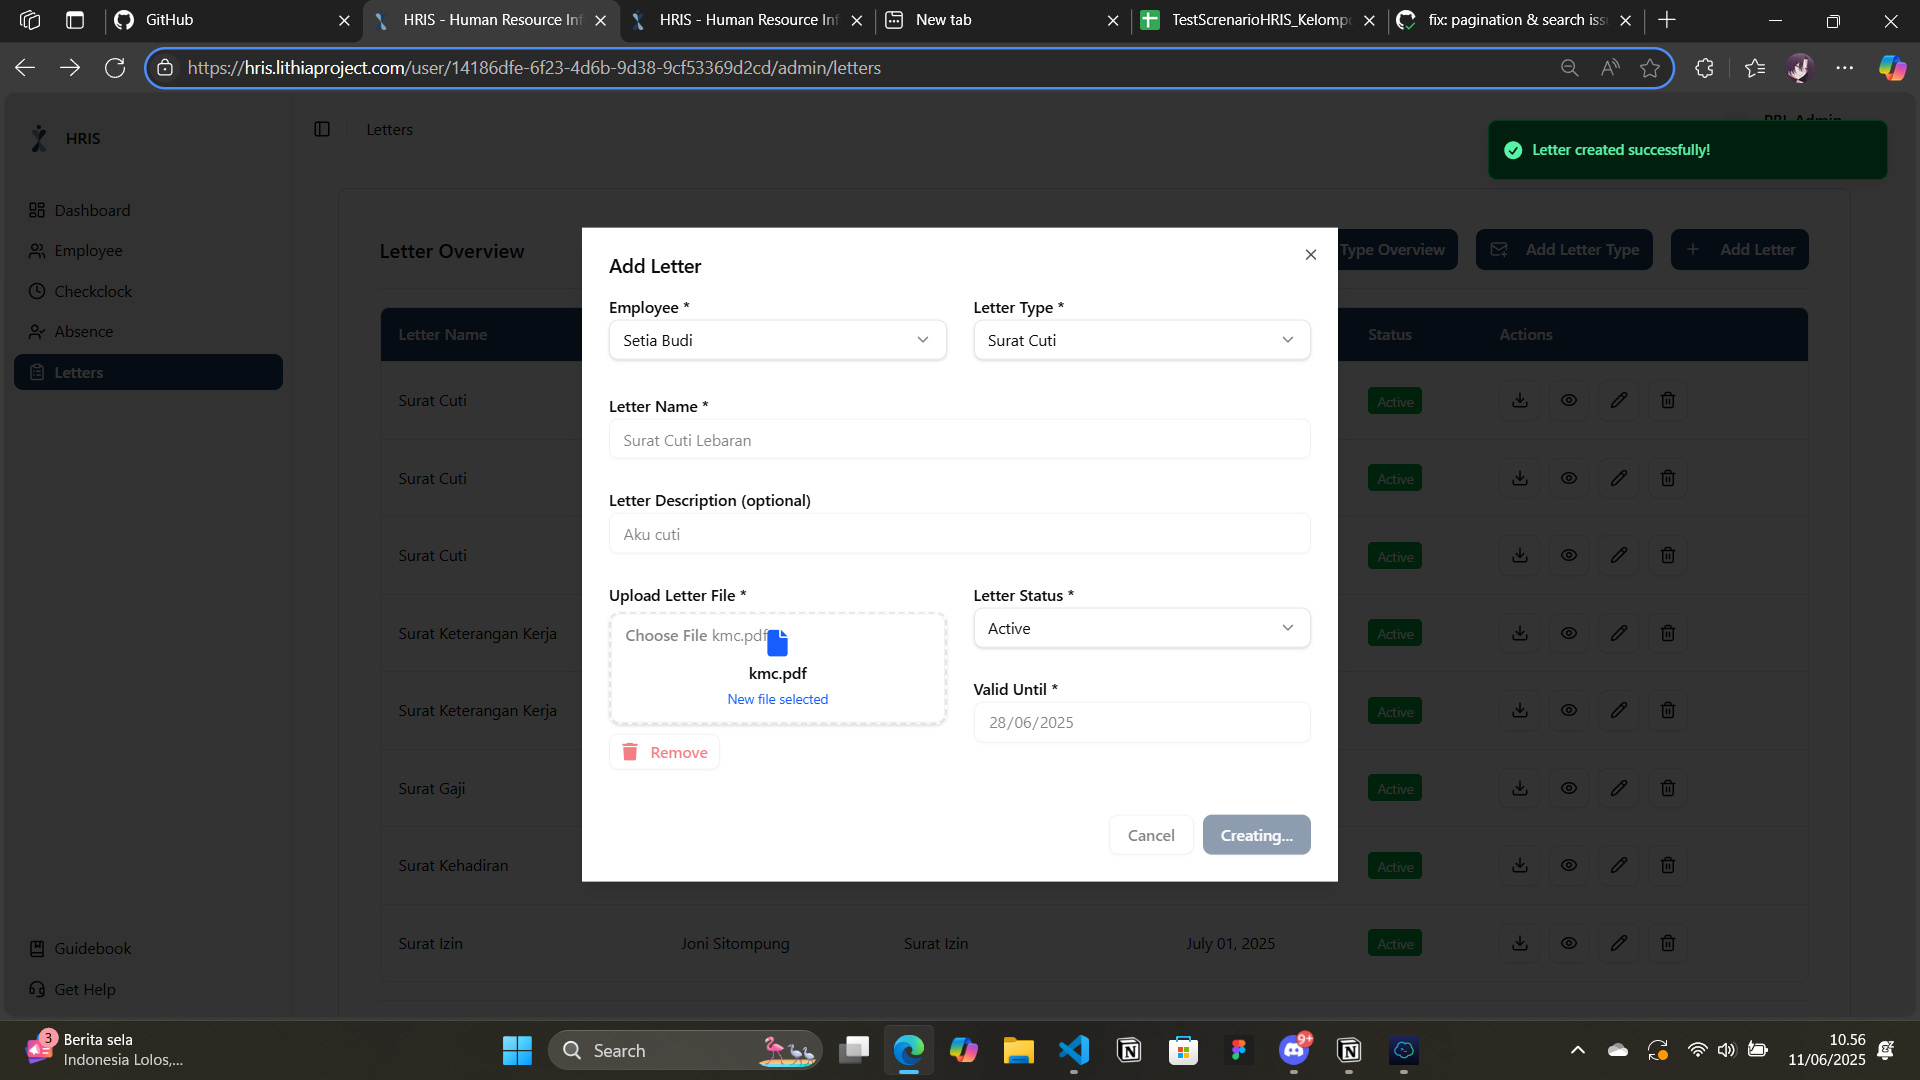 GitHub
HRIS - Human Resource Inf
HRIS - Human Resource Inf
New tab
TestScrenarioHRIS_Kelomp
fix: pagination & search iss
https://hris.lithiaproject.com/user/14186dfe-6f23-4d6b-9d38-9cf53369d2cd/admin/letters
HRIS
Letters
Letter created successfully!
Dashboard
Employee
Checkclock
Absence
Letters
Guidebook
Get Help
Letter Overview
Type Overview
Add Letter Type
Add Letter
Letter Name
Status
Actions
Surat Cuti
Active
Surat Cuti
Active
Surat Cuti
Active
Surat Keterangan Kerja
Active
Surat Keterangan Kerja
Active
Surat Gaji
Active
Surat Kehadiran
Active
Surat Izin
Joni Sitompung
Surat Izin
July 01, 2025
Active
Add Letter
Employee *
Letter Type *
Setia Budi
Surat Cuti
Letter Name *
Surat Cuti Lebaran
Letter Description (optional)
Aku cuti
Upload Letter File *
Letter Status *
Choose File kmc.pdf
kmc.pdf
New file selected
Remove
Active
Valid Until *
28/06/2025
Cancel
Creating...
3
Berita sela
Indonesia Lolos,...
Search
9+
10.56
11/06/2025